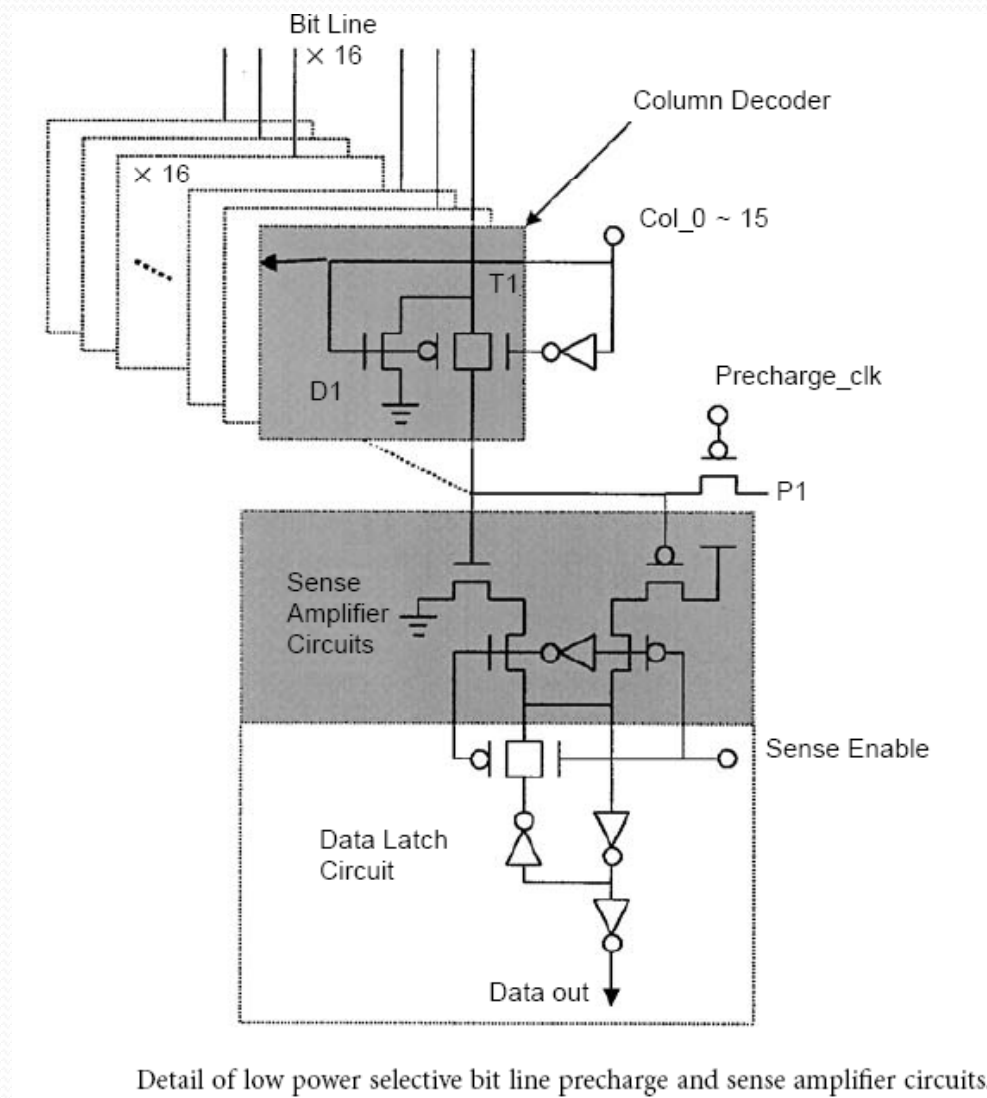 Bit Line
× 16
Column Decoder
× 16
Col_0 ~ 15
T1
D1
Precharge_clk
P1
Sense
Amplifier
Circuits
Sense Enable
Data Latch
Circuit
Data out
Detail of low power selective bit line precharge and sense amplifier circuits.